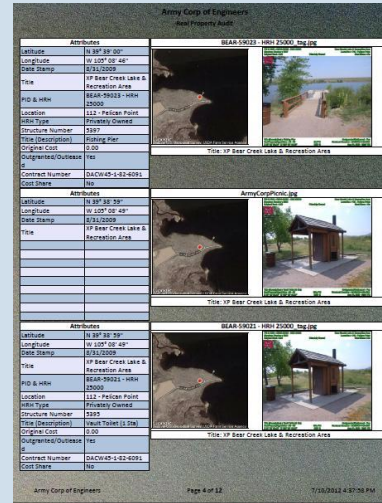 Army Corp of Engineers
Real Property Audit
Attributes
BEAR-59023 - HRH 25000_tag.jpg
Latitude N 39° 39' 00"
Longitude W 105° 08' 46"
Date Stamp 8/31/2009
Title XP Bear Creek Lake &
Recreation Area
PID & HRH BEAR-59023 - HRH
25000
Location 112 - Pelican Point
HRH Type Privately Owned
Structure Number 5397
Title (Description) Fishing Pier
Original Cost 0.00
Outgranted/Outlease
d Yes
Contract Number DACW45-1-82-6091
Cost Share No
Title: XP Bear Creek Lake & Recreation Area
Attributes
ArmyCorpPicnic.jpg
Latitude N 39° 38' 59"
Longitude W 105° 08' 49"
Date Stamp 8/31/2009
Title XP Bear Creek Lake &
Recreation Area
Title: XP Bear Creek Lake & Recreation Area
Attributes
BEAR-59021 - HRH 25000_tag.jpg
Latitude N 39° 38' 59"
Longitude W 105° 08' 49"
Date Stamp 8/31/2009
Title XP Bear Creek Lake &
Recreation Area
PID & HRH BEAR-59021 - HRH
25000
Location 112 - Pelican Point
HRH Type Privately Owned
Structure Number 5395
Title (Description) Vault Toilet (1 Sta)
Original Cost 0.00
Outgranted/Outlease
d Yes
Contract Number DACW45-1-82-6091
Cost Share No
Title: XP Bear Creek Lake & Recreation Area
Army Corp of Engineers
Page 4 of 12
7/10/2012 4:37:58 PM